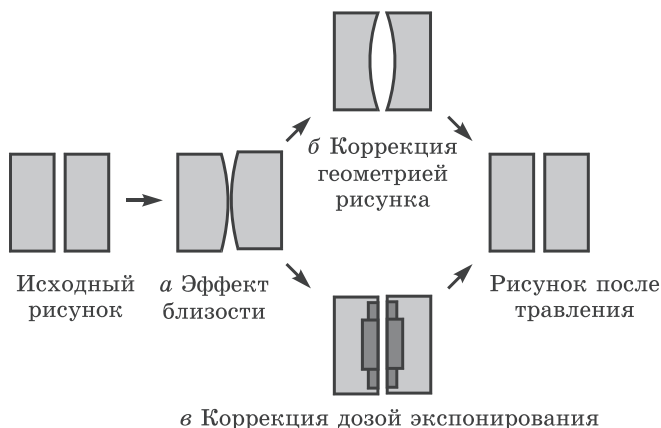 б Коррекция
геометрией
рисунка
Исходный
рисунок
а Эффект
близости
Рисунок после
травления
в Коррекция дозой экспонирования